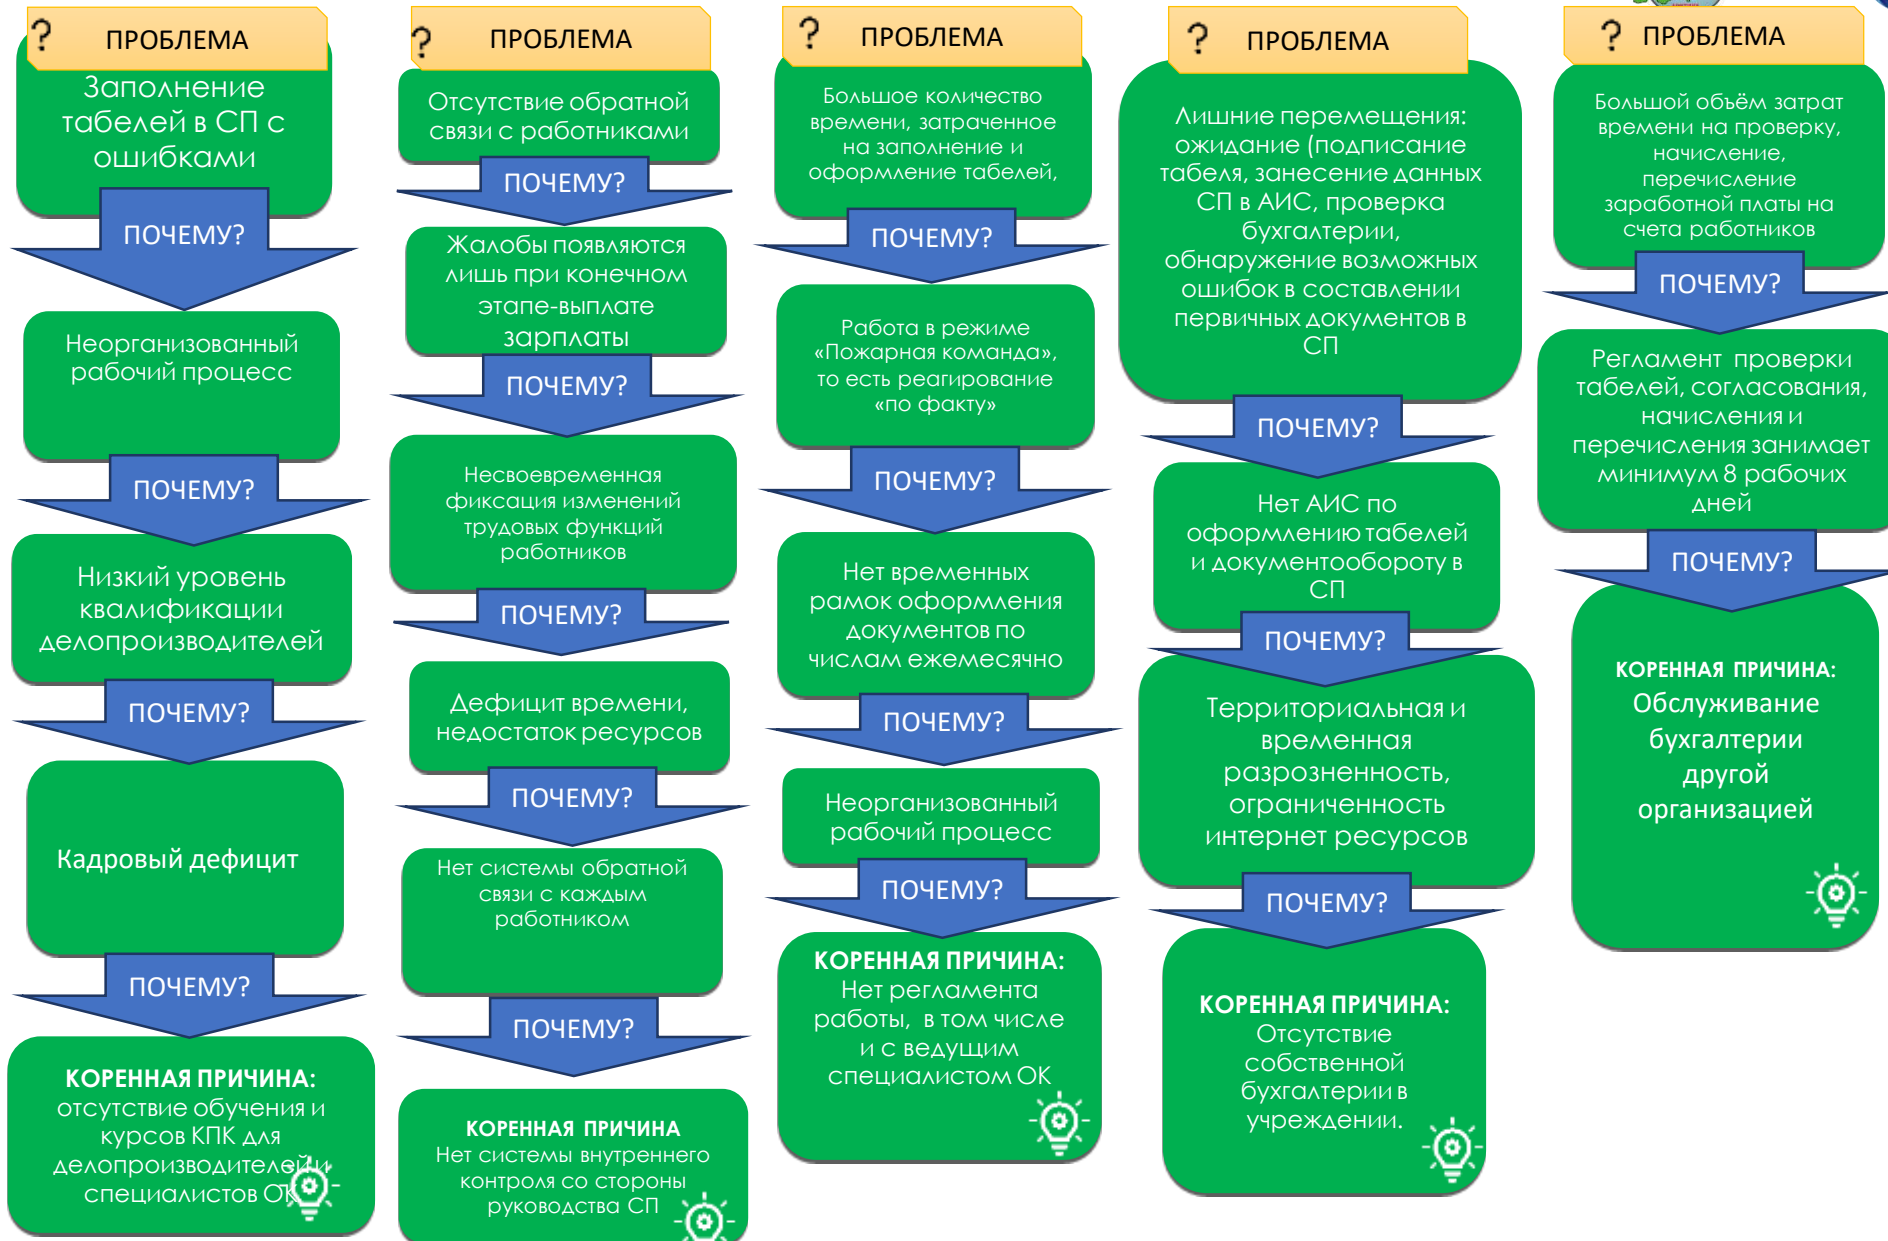 ? ПРОБЛЕМА
Заполнение
табелей в СП с
ошибками
ПОЧЕМУ?
Неорганизованный
рабочий процесс
ПОЧЕМУ?
Низкий уровень
квалификации
делопроизводителей
ПОЧЕМУ?
Кадровый дефицит
ПОЧЕМУ?
КОРЕННАЯ ПРИЧИНА:
отсутствие обучения и
курсов КПК для
делопроизводителей и
специалистов ОК
? ПРОБЛЕМА
Отсутствие обратной
связи с работниками
ПОЧЕМУ?
Жалобы появляются
лишь при конечном
этапе-выплате
зарплаты
ПОЧЕМУ?
Несвоевременная
фиксация изменений
трудовых функций
работников
ПОЧЕМУ?
Дефицит времени,
недостаток ресурсов
ПОЧЕМУ?
Нет системы обратной
связи с каждым
работником
ПОЧЕМУ?
КОРЕННАЯ ПРИЧИНА
Нет системы внутреннего
контроля со стороны
руководства СП
? ПРОБЛЕМА
Большое количество
времени, затраченное
на заполнение и
оформление табелей,
ПОЧЕМУ?
Работа в режиме
«Пожарная команда»,
то есть реагирование
«по факту»
ПОЧЕМУ?
Нет временных
рамок оформления
документов по
числам ежемесячно
ПОЧЕМУ?
Неорганизованный
рабочий процесс
ПОЧЕМУ?
КОРЕННАЯ ПРИЧИНА:
Нет регламента
работы, в том числе
и с ведущим
специалистом ОК
? ПРОБЛЕМА
Лишние перемещения:
ожидание (подписание
табеля, занесение данных
СП в АИС, проверка
бухгалтерии,
обнаружение возможных
ошибок в составлении
первичных документов в
СП
ПОЧЕМУ?
Нет АИС по
оформлению табелей
и документообороту в
СП
ПОЧЕМУ?
Территориальная и
временная
разрозненность,
ограниченность
интернет ресурсов
ПОЧЕМУ?
КОРЕННАЯ ПРИЧИНА:
Отсутствие
собственной
бухгалтерии в
учреждении.
? ПРОБЛЕМА
Большой объём затрат
времени на проверку,
начисление,
перечисление
заработной платы на
счета работников
ПОЧЕМУ?
Регламент проверки
табелей, согласования,
начисления и
перечисления занимает
минимум 8 рабочих
дней
ПОЧЕМУ?
КОРЕННАЯ ПРИЧИНА:
Обслуживание
бухгалтерии
другой
организацией